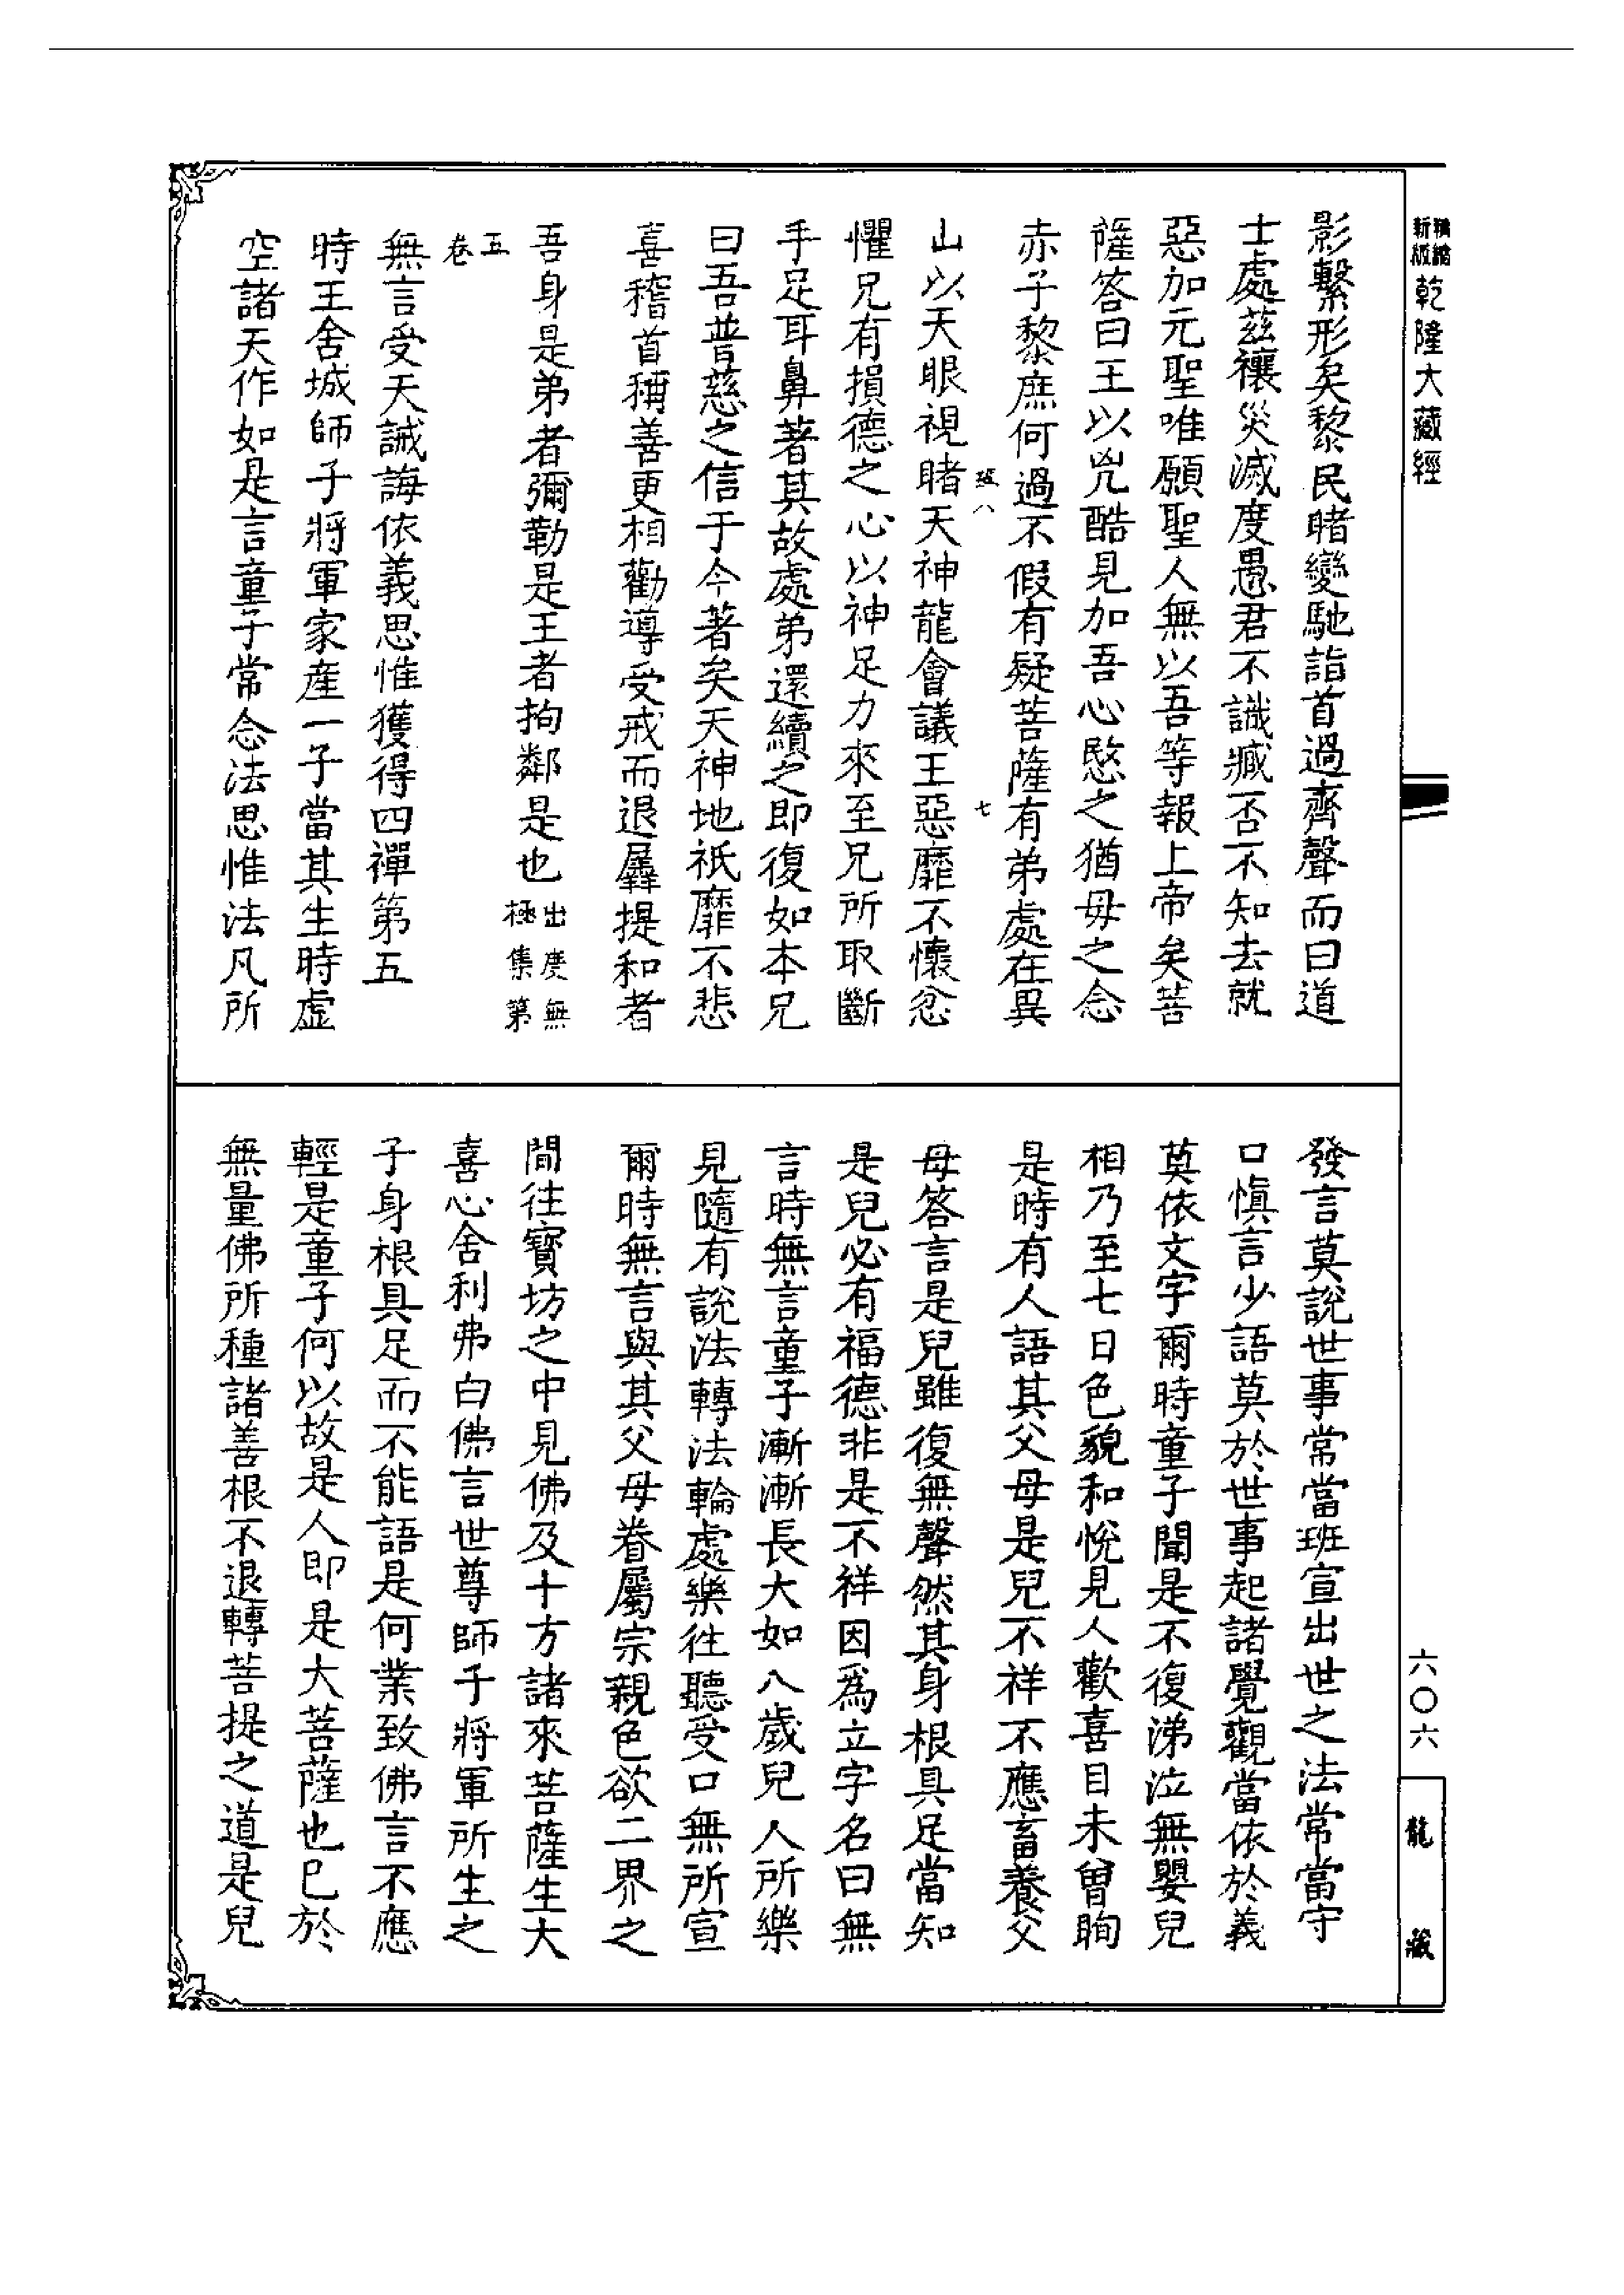 精縮新版 乾隆大藏經
影繫形矣黎民睹變馳詣首過齊聲而曰道
士處茲禳災滅度愚君不識臧否不知去就
惡加元聖唯願聖人無以吾等報上帝矣菩
薩答曰王以兇酷見加吾心愍之猶母之念
赤子黎庶何過不假有疑菩薩有弟處在異
班八 七
山以天眼視睹天神龍會議王惡靡不懷忿
懼兄有損德之心以神足力來至兄所取斷
手足耳鼻著其故處弟還續之即復如本兄
曰吾普慈之信于今著矣天神地祇靡不悲
喜稽首稱善更相勸導受戒而退羼提和者
吾身是弟者彌勒是王者拘鄰是也出度無極集第
五卷
無言受天誡誨依義思惟獲得四禪第五
時王舍城師子將軍家產一子當其生時虛
空諸天作如是言童子常念法思惟法凡所
發言莫說世事常當班宣出世之法常當守
口慎言少語莫於世事起諸覺觀當依於義
莫依文字爾時童子聞是不復涕泣無嬰兒
相乃至七日色貌和悅見人歡喜目未曾眴
是時有人語其父母是兒不祥不應畜養父
母答言是兒雖復無聲然其身根具足當知
是兒必有福德非是不祥因為立字名曰無
言時無言童子漸漸長大如八歲兒人所樂
見隨有說法轉法輪處樂往聽受口無所宣
爾時無言與其父母眷屬宗親色欲二界之
間往寶坊之中見佛及十方諸來菩薩生大
喜心舍利弗白佛言世尊師子將軍所生之
子身根具足而不能語是何業致佛言不應
輕是童子何以故是人即是大菩薩也已於
無量佛所種諸善根不退轉菩提之道是兒
六〇六
龍藏